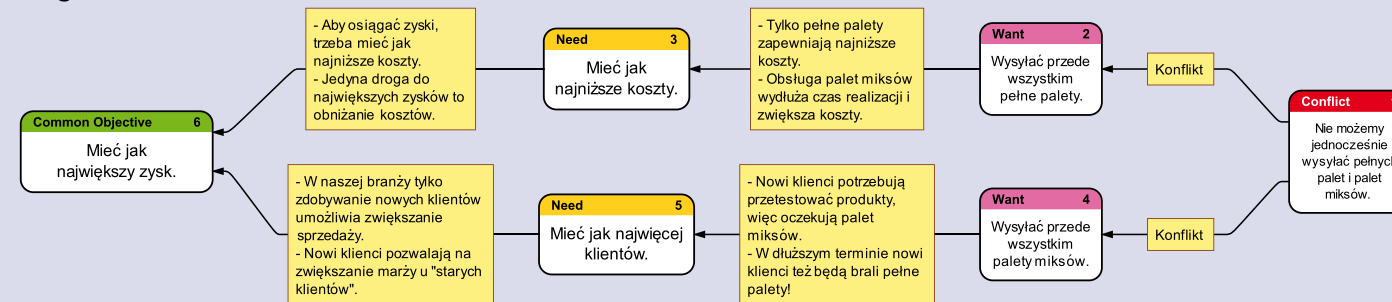 - Aby osiągać zyski,
trzeba mieć jak
najniższe koszty.
- Jedyna droga do
największych zysków to
obniżanie kosztów.
Need 3
Mieć jak
najniższe koszty.
- Tylko pełne palety
zapewniają najniższe
koszty.
- Obsługa palet miksów
wydłuża czas realizacji i
zwiększa koszty.
Want 2
Wysyłać przede
wszystkim
pełne palety.
Konflikt
Conflict
Nie możemy
jednocześnie
wysyłać pełnych
palet i palet
miksów.
Common Objective 6
Mieć jak
największy zysk.
- W naszej branży tylko
zdobywanie nowych klientów
umożliwia zwiększanie
sprzedaży.
- Nowi klienci pozwalają na
zwiększanie marży u "starych
klientów".
Need 5
Mieć jak najwięcej
klientów.
- Nowi klienci potrzebują
przetestować produkty,
więc oczekują palet
miksów.
- W dłuższym terminie nowi
klienci też będą brali pełne
palety!
Want 4
Wysyłać przede
wszystkim
palety miksów.
Konflikt